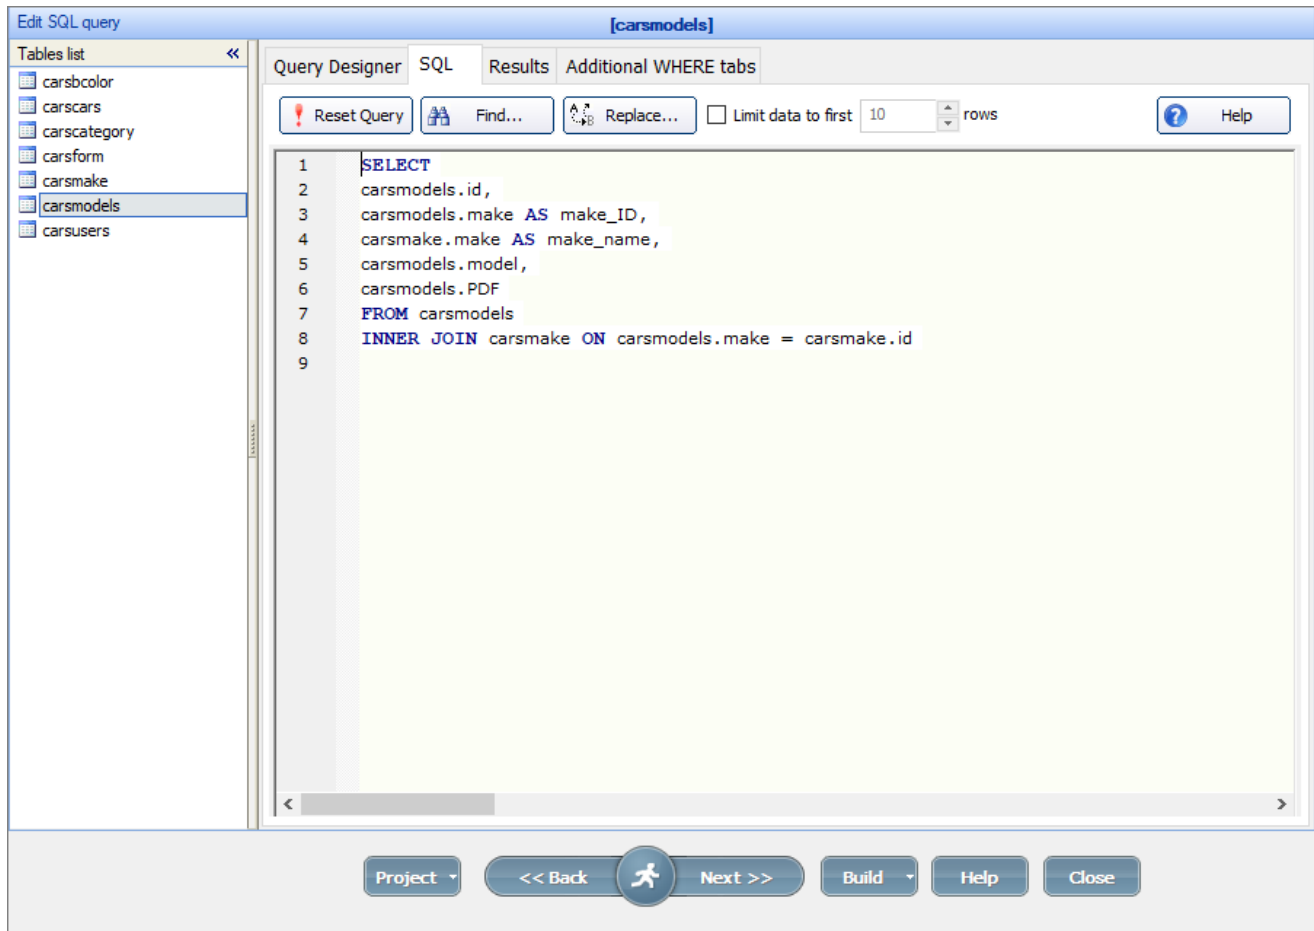 Edit SQL query
[carsmodels]
Tables list
carsbcolor
carscars
carscategory
carsform
carsmake
carsmodels
carsusers
Query Designer SQL Results Additional WHERE tabs
Reset Query Find... Replace... Limit data to first 10 rows Help
1 SELECT
2 carsmodels.id,
3 carsmodels.make AS make_ID,
4 carsmake.make AS make_name,
5 carsmodels.model,
6 carsmodels.PDF
7 FROM carsmodels
8 INNER JOIN carsmake ON carsmodels.make = carsmake.id
9
Project << Back Next >> Build Help Close